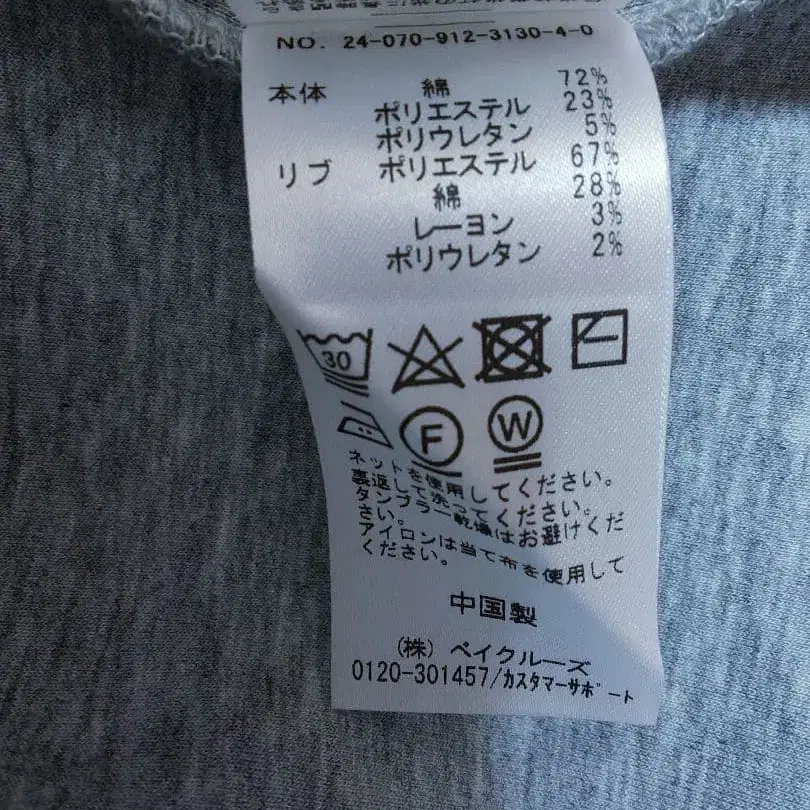 NO. 24-070-912-3130-4-0
本体 綿 72%
ポリエステル 23%
ポリウレタン 5%
リブ ポリエステル 67%
綿 28%
レーヨン 3%
ポリウレタン 2%
30
F W
ネットを使用してください。
裏返して洗ってください。
タンブラー乾燥はお避けくだ
さい。
アイロンは当て布を使用して
ください。
中国製
(株) ベイクルーズ
0120-301457/カスタマーサポート